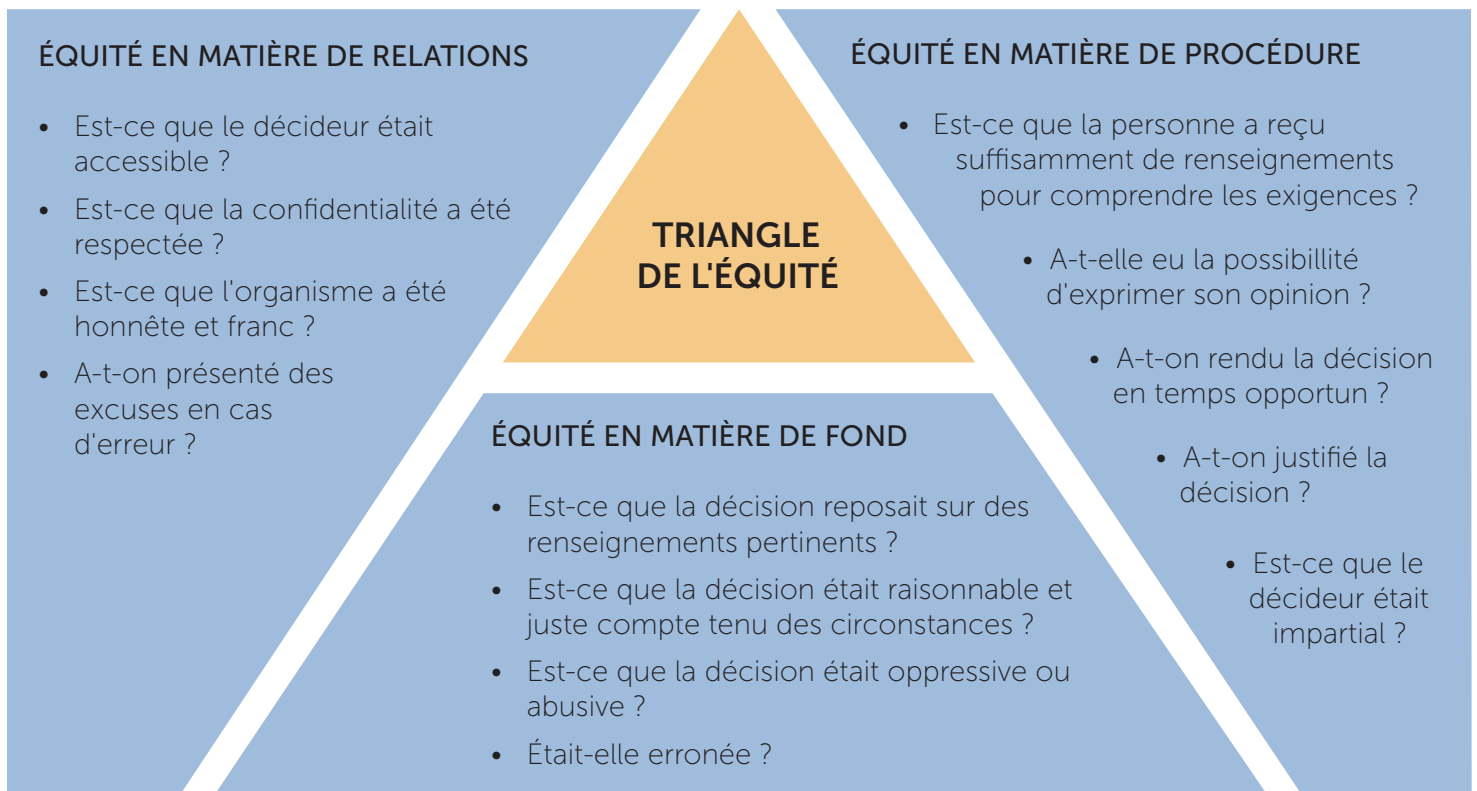 ÉQUITÉ EN MATIÈRE DE RELATIONS
• Est-ce que le décideur était
accessible ?
• Est-ce que la confidentialité a été
respectée ?
• Est-ce que l'organisme a été
honnête et franc ?
• A-t-on présenté des
excuses en cas
d'erreur ?
TRIANGLE
DE L'ÉQUITÉ
ÉQUITÉ EN MATIÈRE DE PROCÉDURE
• Est-ce que la personne a reçu
suffisamment de renseignements
pour comprendre les exigences ?
• A-t-elle eu la possibillité
d'exprimer son opinion ?
• A-t-on rendu la décision
en temps opportun ?
• A-t-on justifié la
décision ?
• Est-ce que le
décideur était
impartial ?
ÉQUITÉ EN MATIÈRE DE FOND
• Est-ce que la décision reposait sur des
renseignements pertinents ?
• Est-ce que la décision était raisonnable et
juste compte tenu des circonstances ?
• Est-ce que la décision était oppressive ou
abusive ?
• Était-elle erronée ?